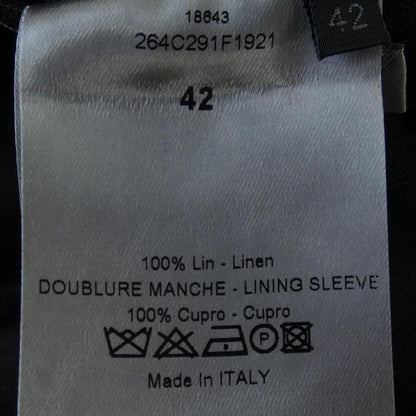 18643
264C291F1921
42
42
100% Lin - Linen
DOUBLURE MANCHE - LINING SLEEVE
100% Cupro - Cupro
P
Made In ITALY